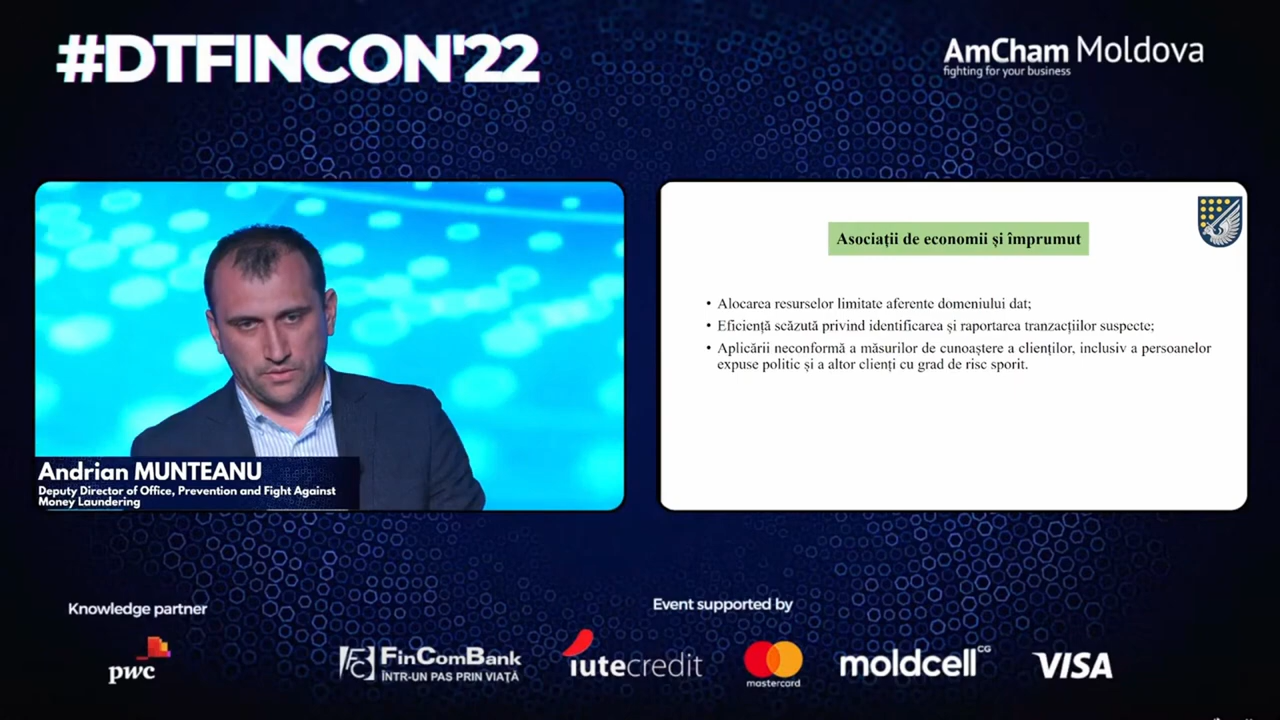 #DTFINCON'22
AmCham Moldova
fighting for your business
Asociații de economii și împrumut
• Alocarea resurselor limitate aferente domeniului dat;
• Eficiență scăzută privind identificarea și raportarea tranzacțiilor suspecte;
• Aplicării neconformă a măsurilor de cunoaștere a clienților, inclusiv a persoanelor
expuse politic și a altor clienți cu grad de risc sporit.
Andrian MUNTEANU
Deputy Director of Office, Prevention and Fight Against
Money Laundering
Knowledge partner
Event supported by
pwc
FinComBank
ÎNTR-UN PAS PRIN VIAȚĂ
iutecredit
mastercard
moldcell CG
VISA